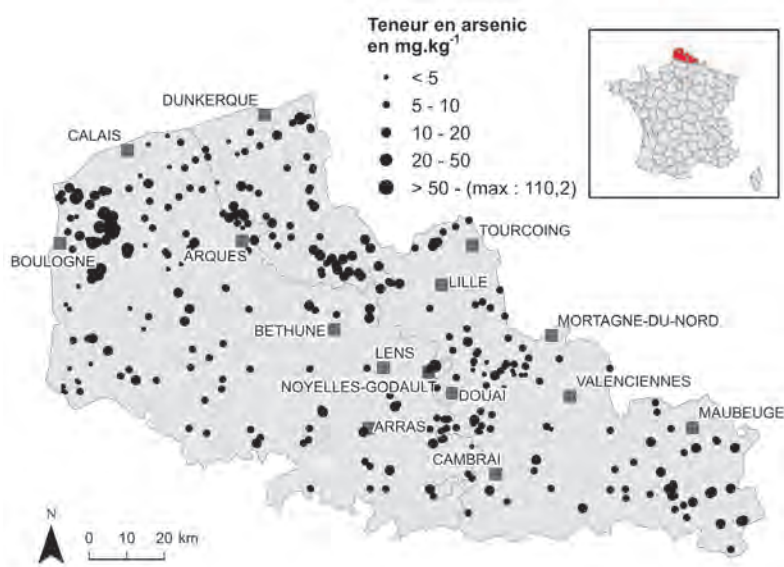 Teneur en arsenic
en mg.kg-1
< 5
5 - 10
10 - 20
20 - 50
> 50 - (max : 110,2)
DUNKERQUE
CALAIS
TOURCOING
BOULOGNE
ARQUES
LILLE
BETHUNE
MORTAGNE-DU-NORD
LENS
NOYELLES-GODAULT
DOUAI
VALENCIENNES
ARRAS
MAUBEUGE
CAMBRAI
N
0 10 20 km